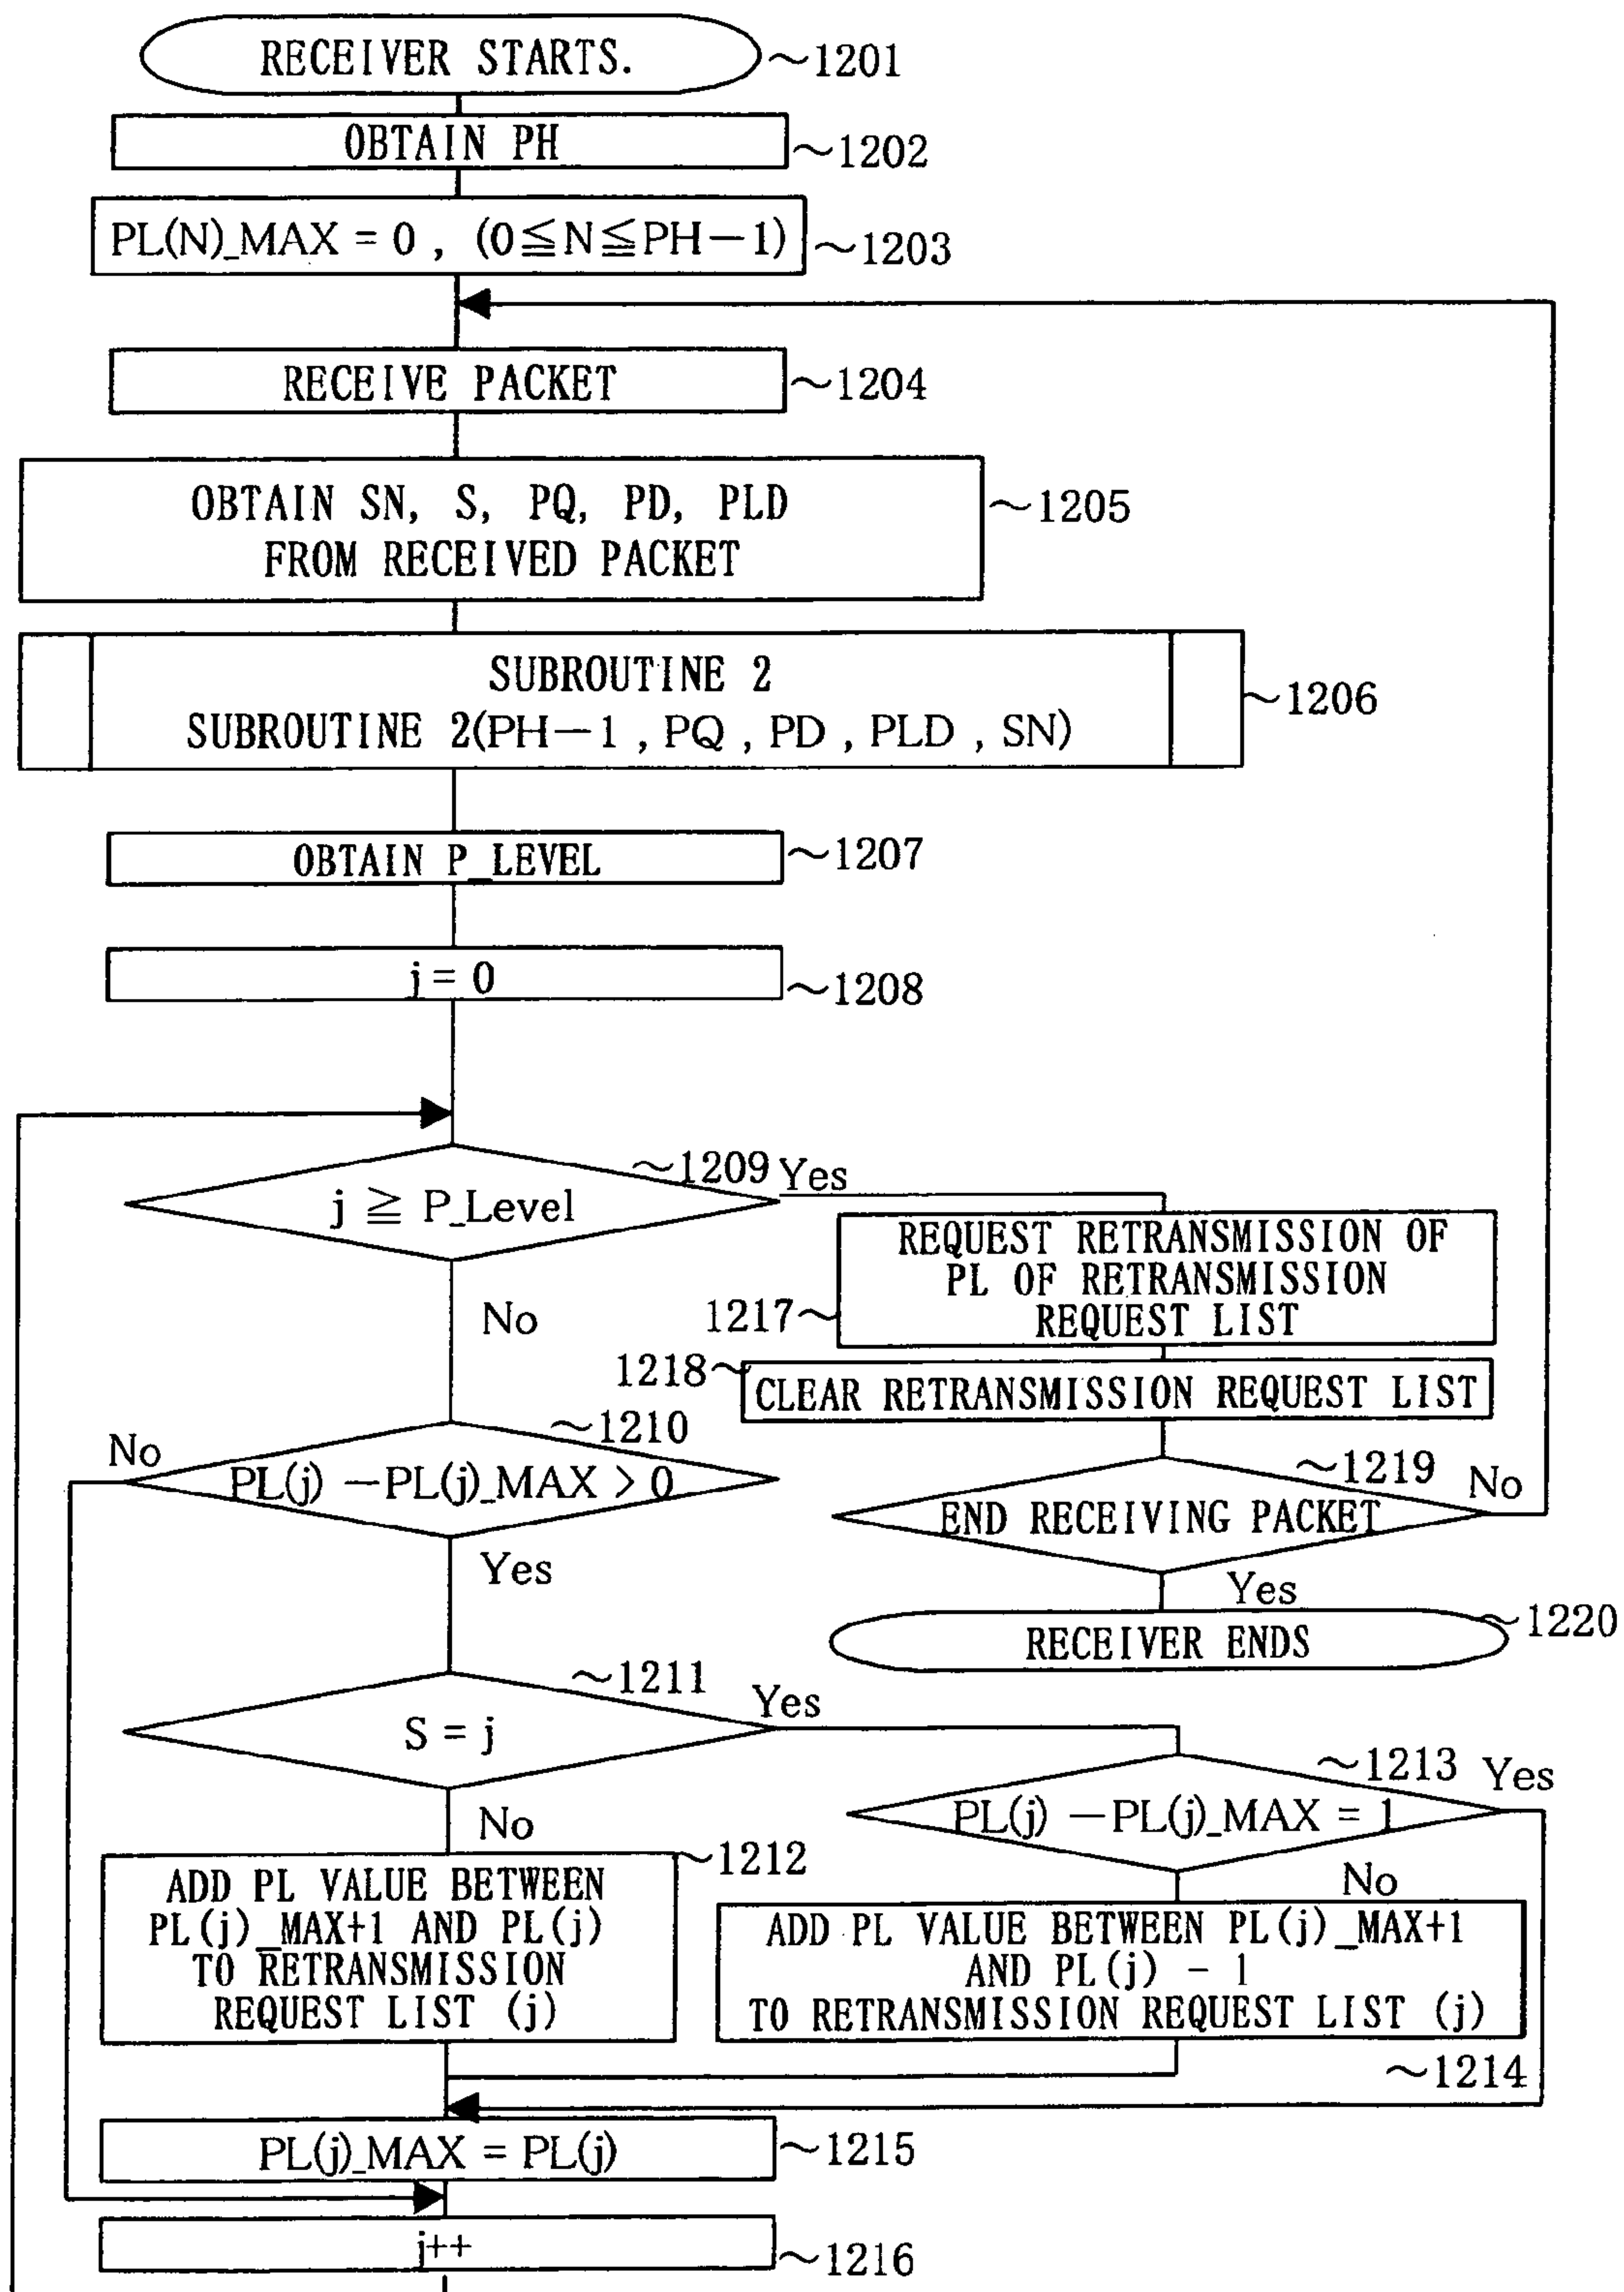 RECEIVER STARTS.
~1201
OBTAIN PH
~1202
PL(N)_MAX = 0 , (0≦N≦PH−1)
~1203
RECEIVE PACKET
~1204
OBTAIN SN, S, PQ, PD, PLD
FROM RECEIVED PACKET
~1205
SUBROUTINE 2
SUBROUTINE 2(PH−1 , PQ , PD , PLD , SN)
~1206
OBTAIN P_LEVEL
~1207
j = 0
~1208
j ≧ P_Level
~1209
Yes
No
REQUEST RETRANSMISSION OF
PL OF RETRANSMISSION
REQUEST LIST
1217~
1218~
CLEAR RETRANSMISSION REQUEST LIST
~1210
No
PL(j) −PL(j)_MAX > 0
Yes
~1219
No
END RECEIVING PACKET
Yes
~1220
RECEIVER ENDS
~1211
Yes
S = j
No
~1213
Yes
PL(j) −PL(j)_MAX = 1
No
~1212
ADD PL VALUE BETWEEN
PL(j)_MAX+1 AND PL(j)
TO RETRANSMISSION
REQUEST LIST (j)
ADD PL VALUE BETWEEN PL(j)_MAX+1
AND PL(j) - 1
TO RETRANSMISSION REQUEST LIST (j)
~1214
PL(j)_MAX = PL(j)
~1215
j++
~1216